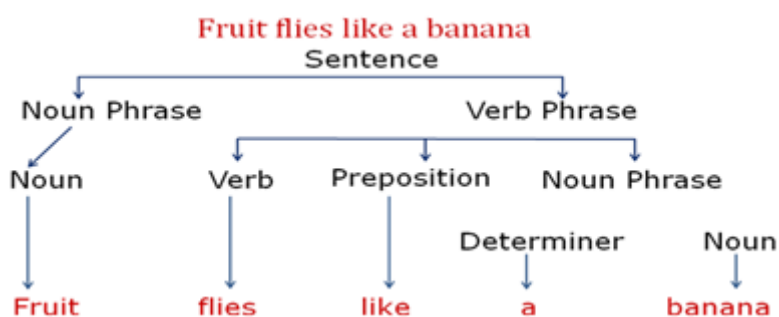 Fruit flies like a banana
Sentence
Noun Phrase Verb Phrase
Noun Verb Preposition Noun Phrase
Determiner Noun
Fruit flies like a banana